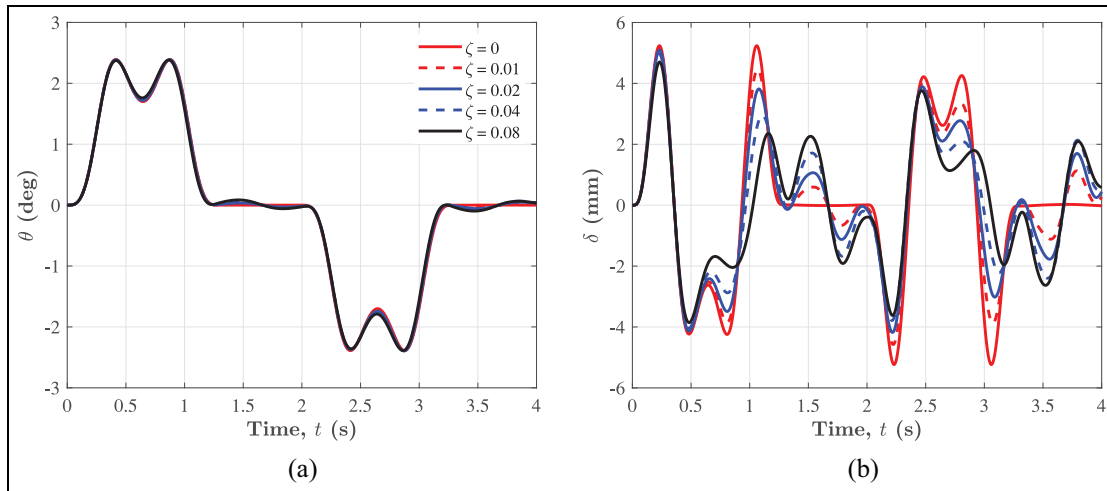 3
2
1
0
-1
-2
-3
θ (deg)
ζ = 0
ζ = 0.01
ζ = 0.02
ζ = 0.04
ζ = 0.08
0 0.5 1 1.5 2 2.5 3 3.5 4
Time, t (s)
(a)
6
4
2
0
-2
-4
-6
δ (mm)
0 0.5 1 1.5 2 2.5 3 3.5 4
Time, t (s)
(b)